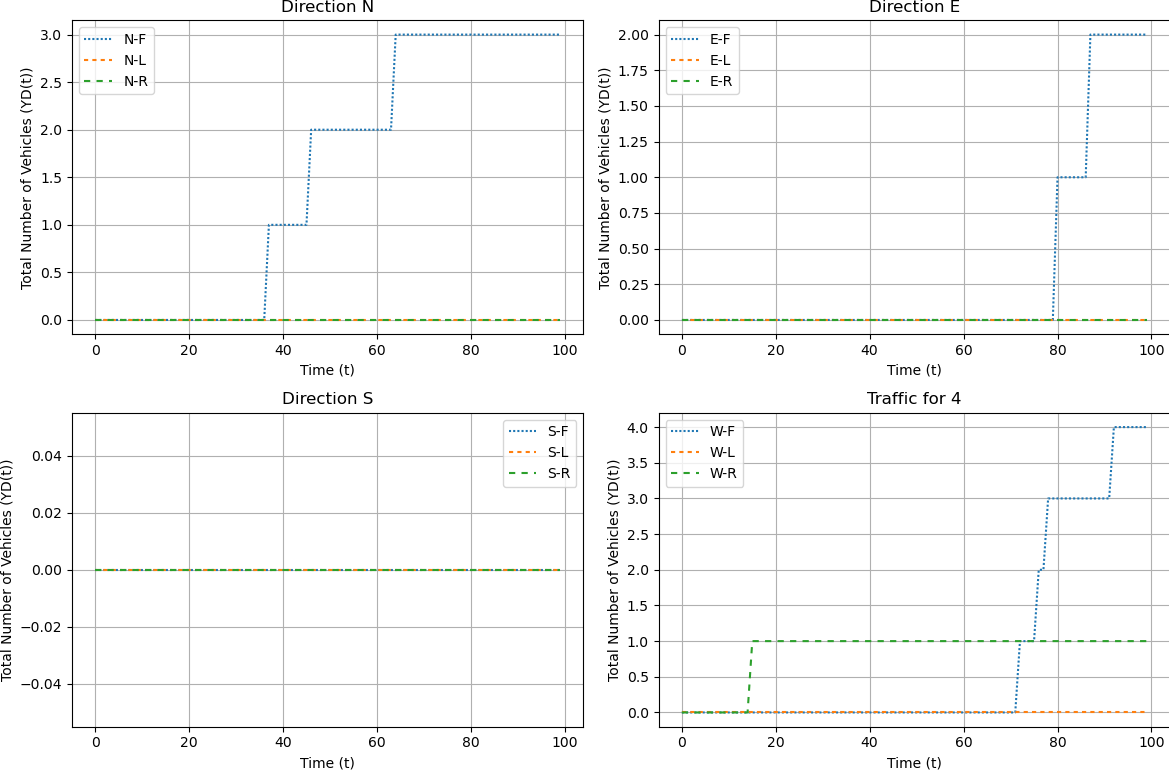 Direction N
Total Number of Vehicles (YD(t))
3.0
2.5
2.0
1.5
1.0
0.5
0.0
N-F
N-L
N-R
0 20 40 60 80 100
Time (t)
Direction E
Total Number of Vehicles (YD(t))
2.00
1.75
1.50
1.25
1.00
0.75
0.50
0.25
0.00
E-F
E-L
E-R
0 20 40 60 80 100
Time (t)
Direction S
Total Number of Vehicles (YD(t))
0.04
0.02
0.00
−0.02
−0.04
S-F
S-L
S-R
0 20 40 60 80 100
Time (t)
Traffic for 4
Total Number of Vehicles (YD(t))
4.0
3.5
3.0
2.5
2.0
1.5
1.0
0.5
0.0
W-F
W-L
W-R
0 20 40 60 80 100
Time (t)